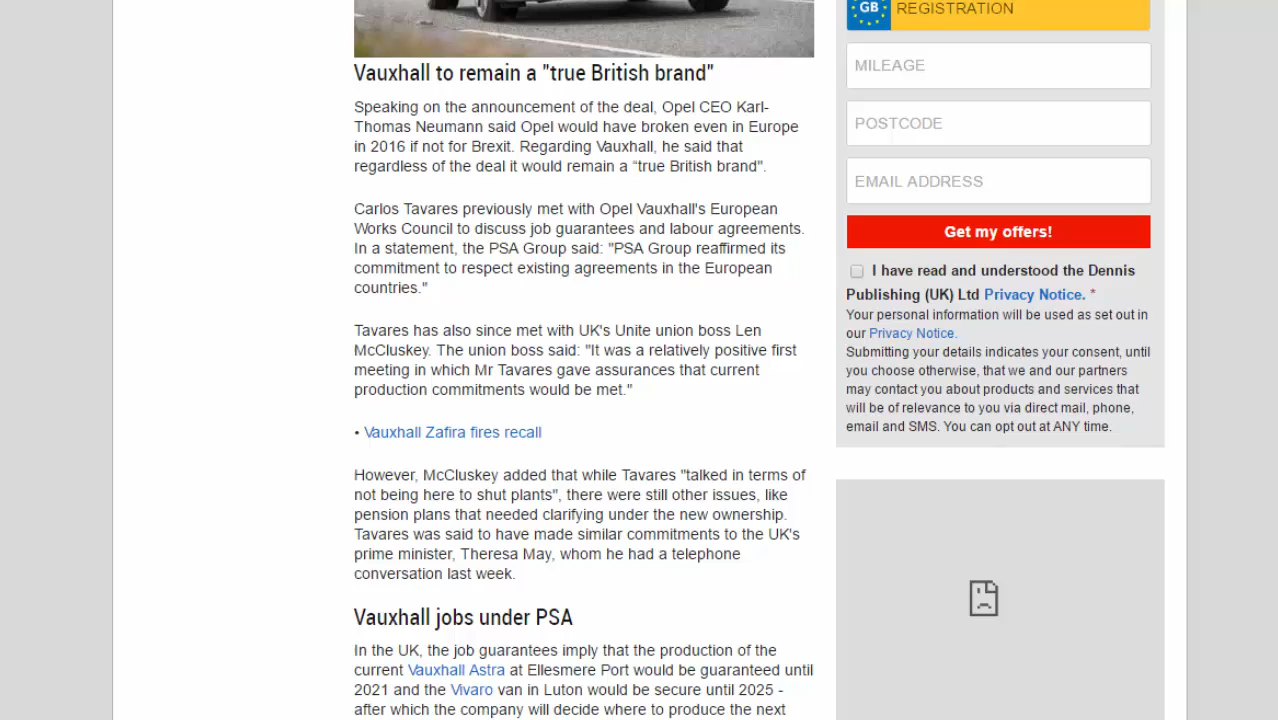 Vauxhall to remain a "true British brand"
Speaking on the announcement of the deal, Opel CEO Karl-
Thomas Neumann said Opel would have broken even in Europe
in 2016 if not for Brexit. Regarding Vauxhall, he said that
regardless of the deal it would remain a “true British brand”.
Carlos Tavares previously met with Opel Vauxhall's European
Works Council to discuss job guarantees and labour agreements.
In a statement, the PSA Group said: "PSA Group reaffirmed its
commitment to respect existing agreements in the European
countries."
Tavares has also since met with UK's Unite union boss Len
McCluskey. The union boss said: "It was a relatively positive first
meeting in which Mr Tavares gave assurances that current
production commitments would be met."
• Vauxhall Zafira fires recall
However, McCluskey added that while Tavares "talked in terms of
not being here to shut plants", there were still other issues, like
pension plans that needed clarifying under the new ownership.
Tavares was said to have made similar commitments to the UK's
prime minister, Theresa May, whom he had a telephone
conversation last week.
Vauxhall jobs under PSA
In the UK, the job guarantees imply that the production of the
current Vauxhall Astra at Ellesmere Port would be guaranteed until
2021 and the Vivaro van in Luton would be secure until 2025 -
after which the company will decide where to produce the next
GB
REGISTRATION
MILEAGE
POSTCODE
EMAIL ADDRESS
Get my offers!
I have read and understood the Dennis
Publishing (UK) Ltd Privacy Notice. *
Your personal information will be used as set out in
our Privacy Notice.
Submitting your details indicates your consent, until
you choose otherwise, that we and our partners
may contact you about products and services that
will be of relevance to you via direct mail, phone,
email and SMS. You can opt out at ANY time.